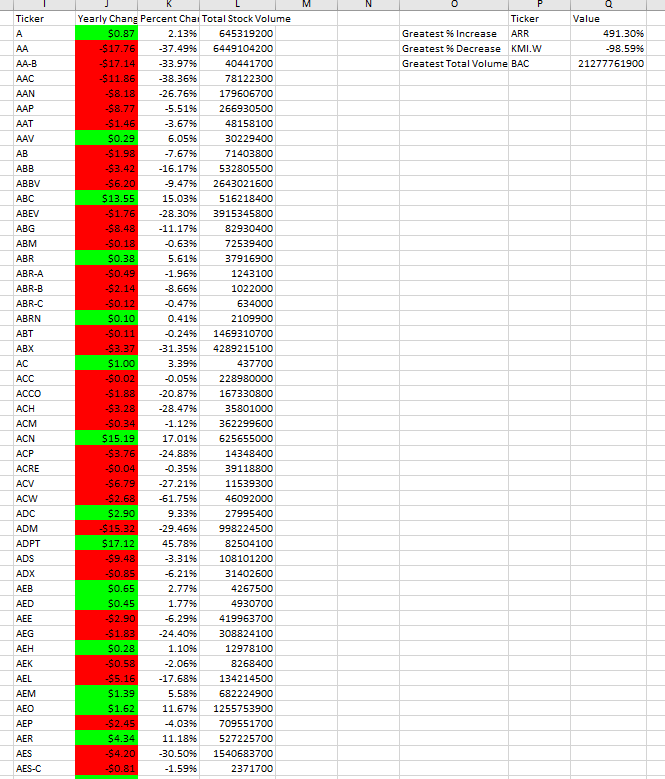 I J K L M N O P Q
Ticker Yearly Chang Percent Chan Total Stock Volume Ticker Value
A $0.87 2.13% 645319200 Greatest % Increase ARR 491.30%
AA -$17.76 -37.49% 6449104200 Greatest % Decrease KMI.W -98.59%
AA-B -$17.14 -33.97% 40441700 Greatest Total Volume BAC 21277761900
AAC -$11.86 -38.36% 78122300
AAN -$8.18 -26.76% 179606700
AAP -$8.77 -5.51% 266930500
AAT -$1.46 -3.67% 48158100
AAV $0.29 6.05% 30229400
AB -$1.98 -7.67% 71403800
ABB -$3.42 -16.17% 532805500
ABBV -$6.20 -9.47% 2643021600
ABC $13.55 15.03% 516218400
ABEV -$1.76 -28.30% 3915345800
ABG -$8.48 -11.17% 82930400
ABM -$0.18 -0.63% 72539400
ABR $0.38 5.61% 37916900
ABR-A -$0.49 -1.96% 1243100
ABR-B -$2.14 -8.66% 1022000
ABR-C -$0.12 -0.47% 634000
ABRN $0.10 0.41% 2109900
ABT -$0.11 -0.24% 1469310700
ABX -$3.37 -31.35% 4289215100
AC $1.00 3.39% 437700
ACC -$0.02 -0.05% 228980000
ACCO -$1.88 -20.87% 167330800
ACH -$3.28 -28.47% 35801000
ACM -$0.34 -1.12% 362299600
ACN $15.19 17.01% 625655000
ACP -$3.76 -24.88% 14348400
ACRE -$0.04 -0.35% 39118800
ACV -$6.79 -27.21% 11539300
ACW -$2.68 -61.75% 46092000
ADC $2.90 9.33% 27995400
ADM -$15.32 -29.46% 998224500
ADPT $17.12 45.78% 82504100
ADS -$9.48 -3.31% 108101200
ADX -$0.85 -6.21% 31402600
AEB $0.65 2.77% 4267500
AED $0.45 1.77% 4930700
AEE -$2.90 -6.29% 419963700
AEG -$1.83 -24.40% 308824100
AEH $0.28 1.10% 12978100
AEK -$0.58 -2.06% 8268400
AEL -$5.16 -17.68% 134214500
AEM $1.39 5.58% 682224900
AEO $1.62 11.67% 1255753900
AEP -$2.45 -4.03% 709551700
AER $4.34 11.18% 527225700
AES -$4.20 -30.50% 1540683700
AES-C -$0.81 -1.59% 2371700